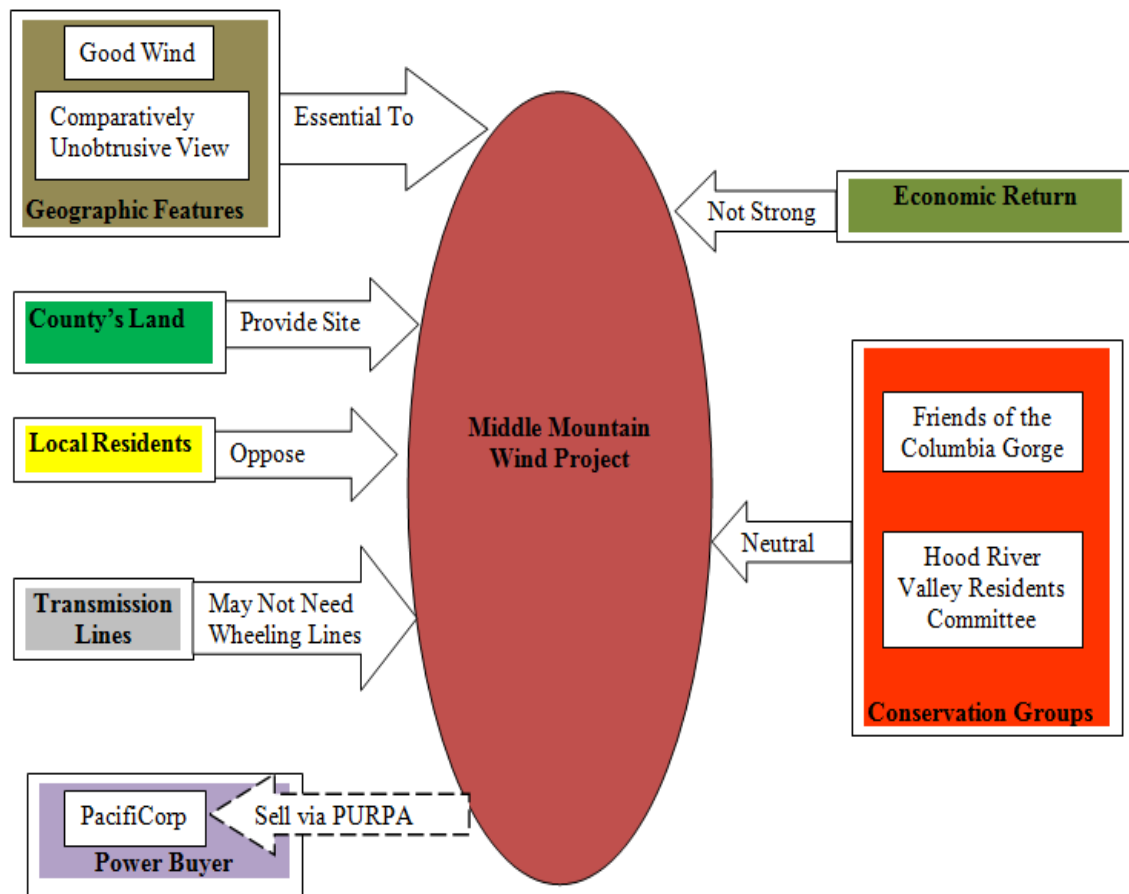 Good Wind
Comparatively
Unobtrusive View
Geographic Features
Essential To
Economic Return
Not Strong
County’s Land
Provide Site
Local Residents
Oppose
Middle Mountain
Wind Project
Friends of the
Columbia Gorge
Hood River
Valley Residents
Committee
Conservation Groups
Neutral
Transmission
Lines
May Not Need
Wheeling Lines
PacifiCorp
Power Buyer
Sell via PURPA